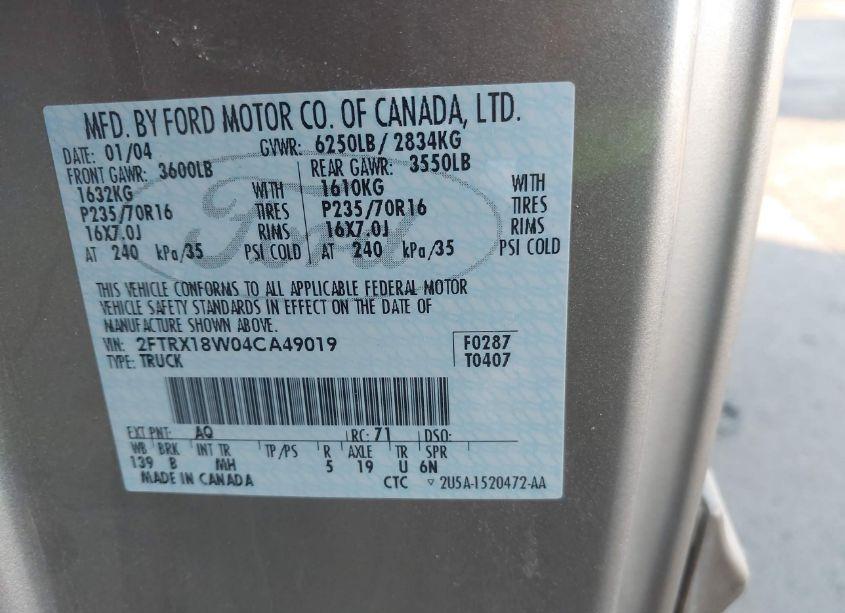 MFD. BY FORD MOTOR CO. OF CANADA, LTD.
DATE: 01/04 GVWR: 6250LB/ 2834KG
FRONT GAWR: 3600LB REAR GAWR: 3550LB
1632KG WITH 1610KG WITH
P235/70R16 TIRES P235/70R16 TIRES
16X7.0J RIMS 16X7.0J RIMS
AT 240 kPa/35 PSI COLD AT 240 kPa/35 PSI COLD
Ford
THIS VEHICLE CONFORMS TO ALL APPLICABLE FEDERAL MOTOR
VEHICLE SAFETY STANDARDS IN EFFECT ON THE DATE OF
MANUFACTURE SHOWN ABOVE.
VIN: 2FTRX18W04CA49019 F0287
TYPE: TRUCK T0407
EXT PNT: AQ RC: 71 DSO:
WB BRK INT TR TP/PS R AXLE TR SPR
139 B MH 5 19 U 6N
MADE IN CANADA CTC ▿ 2U5A-1520472-AA